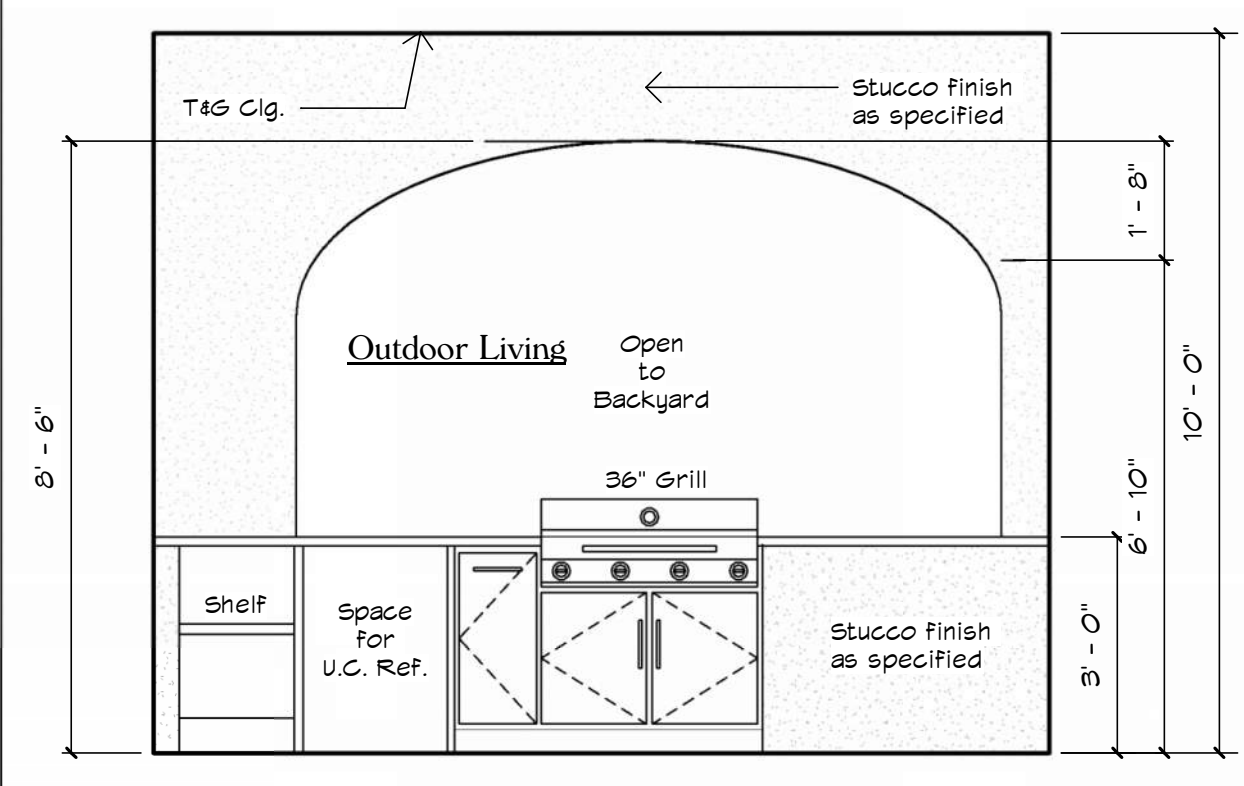 T&G Clg.
Stucco finish
as specified
1' - 8"
Outdoor Living
Open
to
Backyard
8' - 6"
10' - 0"
36" Grill
6' - 10"
Shelf
Space
for
U.C. Ref.
Stucco finish
as specified
3' - 0"